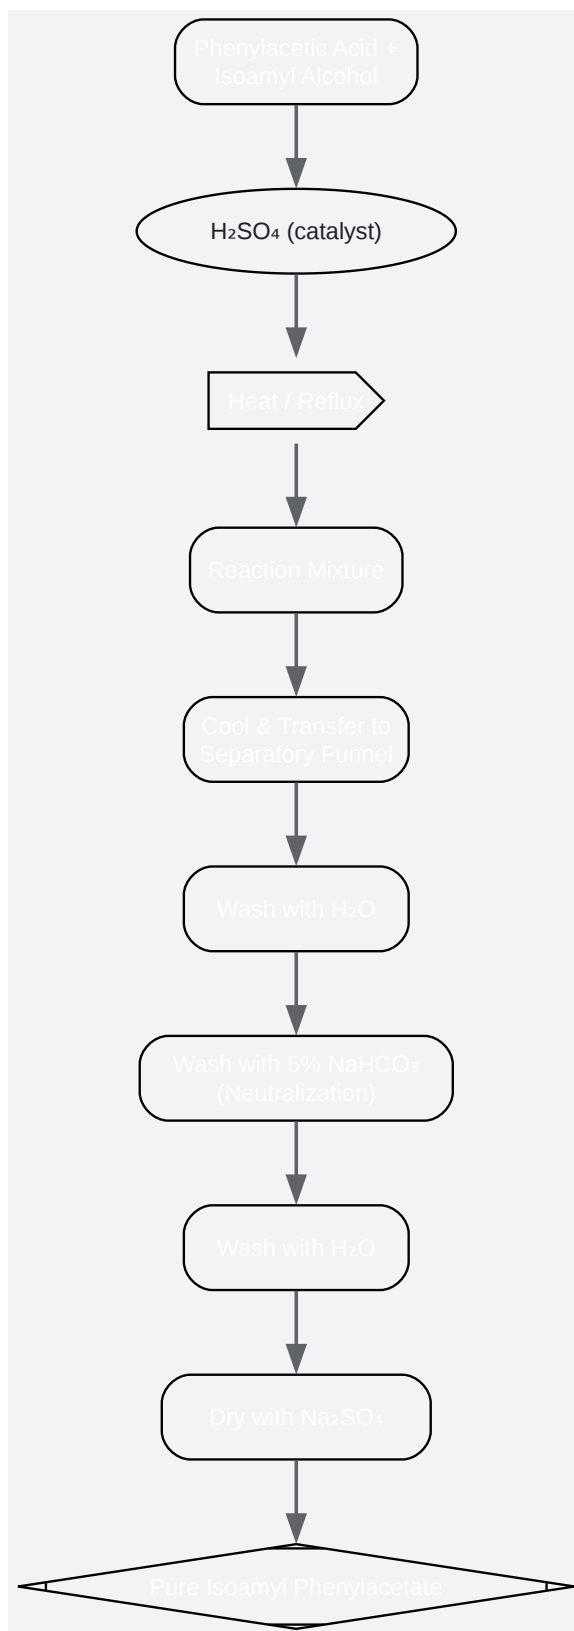 Phenylacetic Acid +
Isoamyl Alcohol
H₂SO₄ (catalyst)
Heat / Reflux
Reaction Mixture
Cool & Transfer to
Separatory Funnel
Wash with H₂O
Wash with 5% NaHCO₃
(Neutralization)
Wash with H₂O
Dry with Na₂SO₄
Pure Isoamyl Phenylacetate